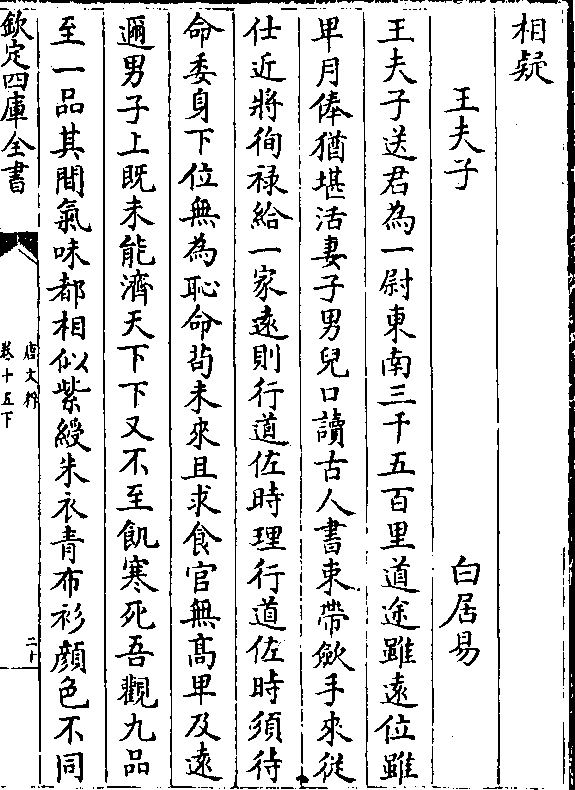 相疑
王夫子 白居易
王夫子送君為一尉東南三千五百里道途雖遠位雖
卑月俸猶堪活妻子男兒口讀古人書束帶斂手來從
仕近將徇祿給一家遠則行道佐時理行道佐時須待
命委身下位無為恥命苟未來且求食官無髙卑及逺
邇男子上既未能濟天下下又不至飢寒死吾觀九品
至一品其間氣味都相似紫綬朱衣青布衫顔色不同
欽定四庫全書
唐文粹
卷十五下
二十